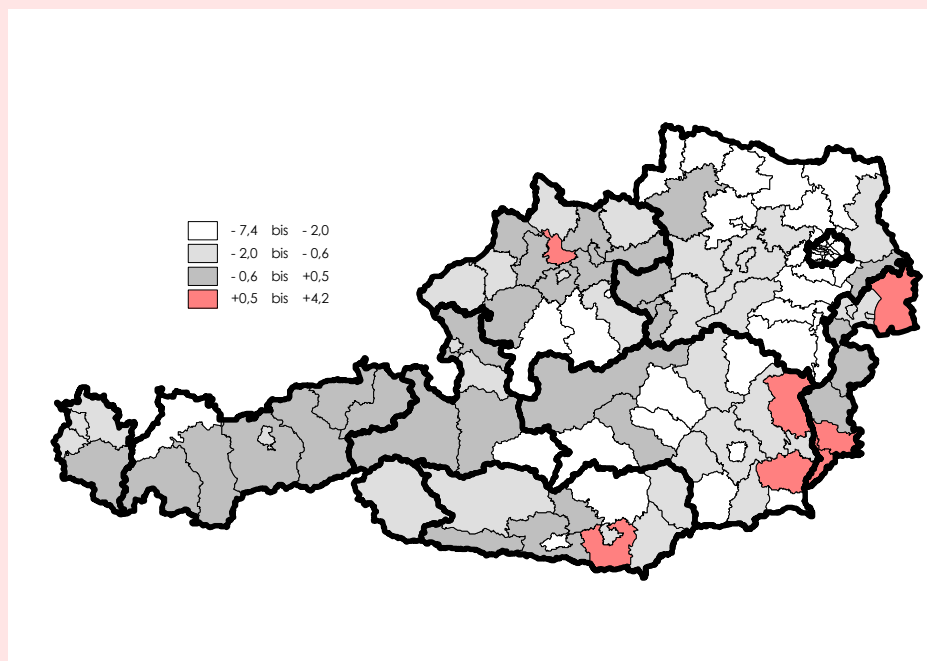 - 7,4 bis - 2,0
- 2,0 bis - 0,6
- 0,6 bis +0,5
+0,5 bis +4,2